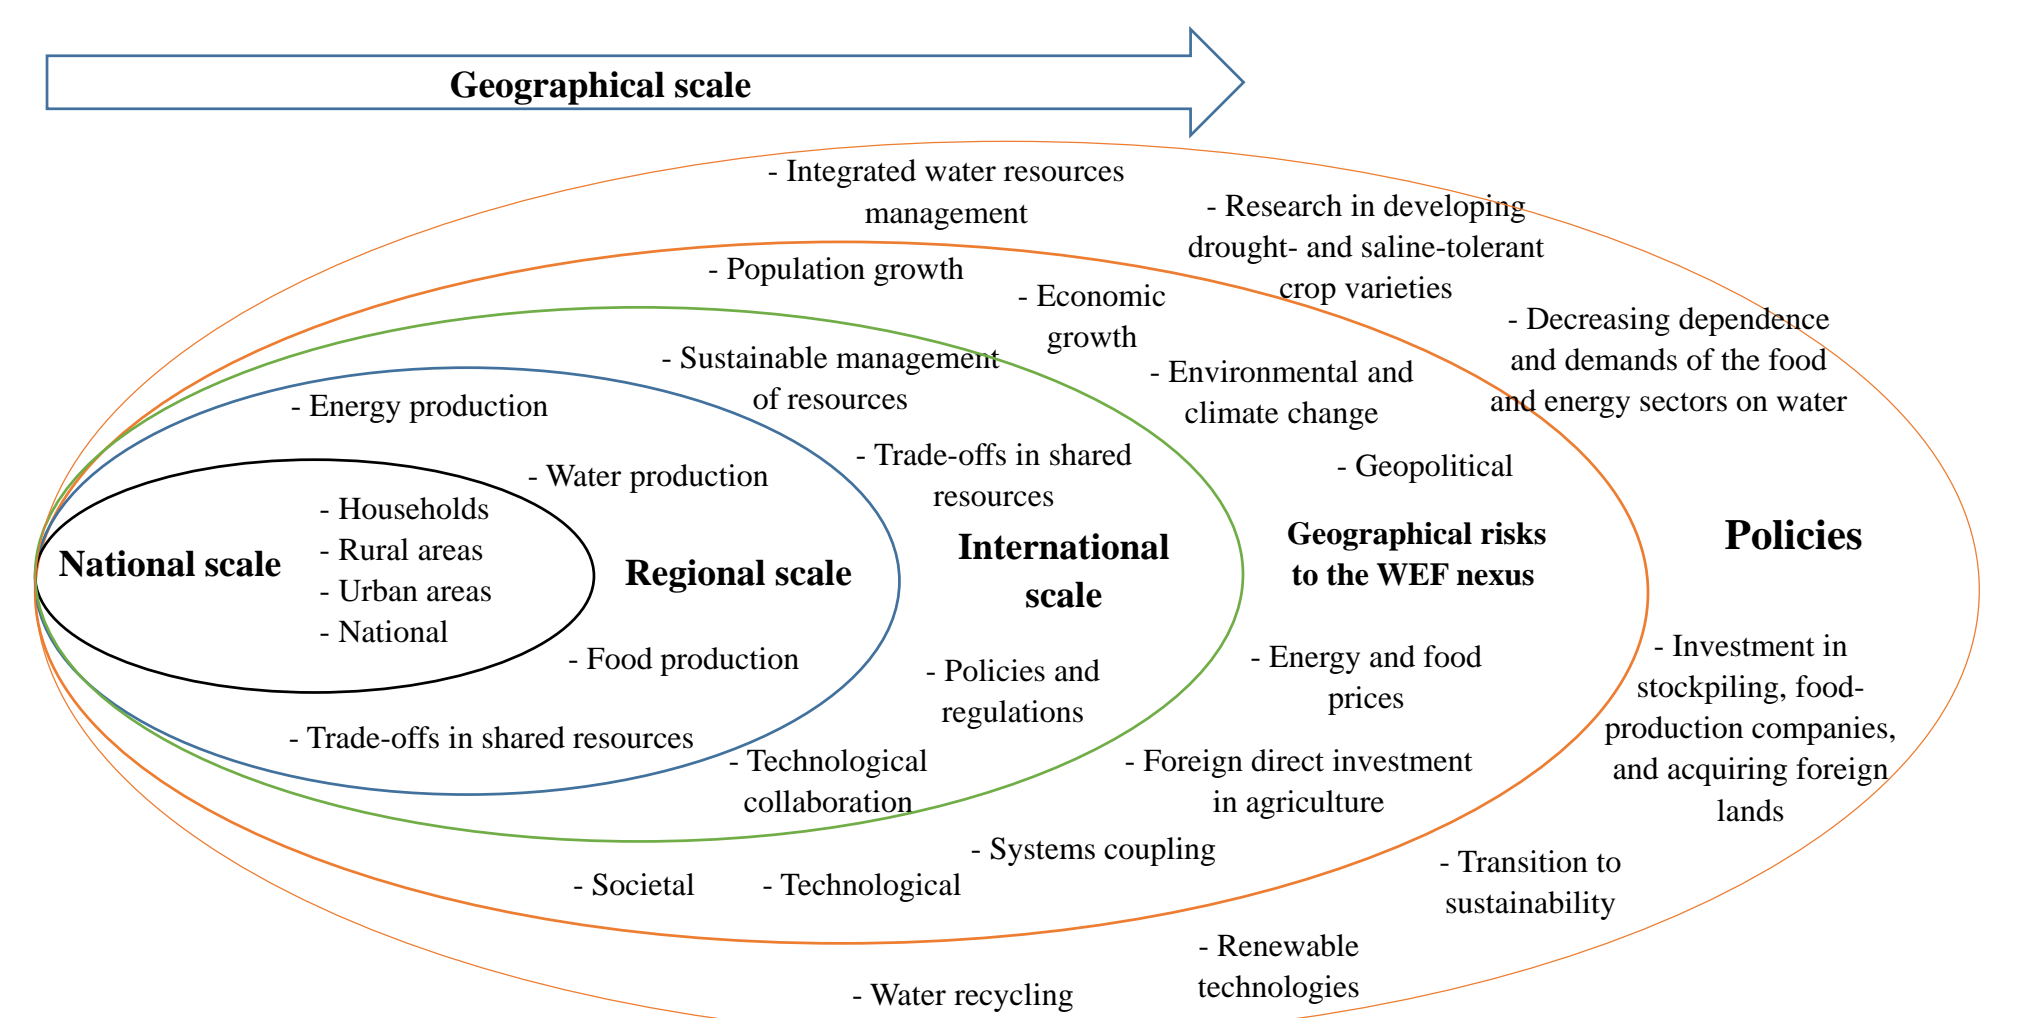 Geographical scale
- Integrated water resources
management
- Research in developing
drought- and saline-tolerant
crop varieties
- Population growth
- Economic
growth
- Decreasing dependence
and demands of the food
and energy sectors on water
- Sustainable management
of resources
- Environmental and
climate change
- Energy production
- Trade-offs in shared
resources
- Geopolitical
- Water production
- Households
- Rural areas
- Urban areas
- National
National scale
Regional scale
International
scale
Geographical risks
to the WEF nexus
Policies
- Food production
- Policies and
regulations
- Energy and food
prices
- Investment in
stockpiling, food-
production companies,
and acquiring foreign
lands
- Trade-offs in shared resources
- Technological
collaboration
- Foreign direct investment
in agriculture
- Systems coupling
- Societal
- Technological
- Transition to
sustainability
- Renewable
technologies
- Water recycling